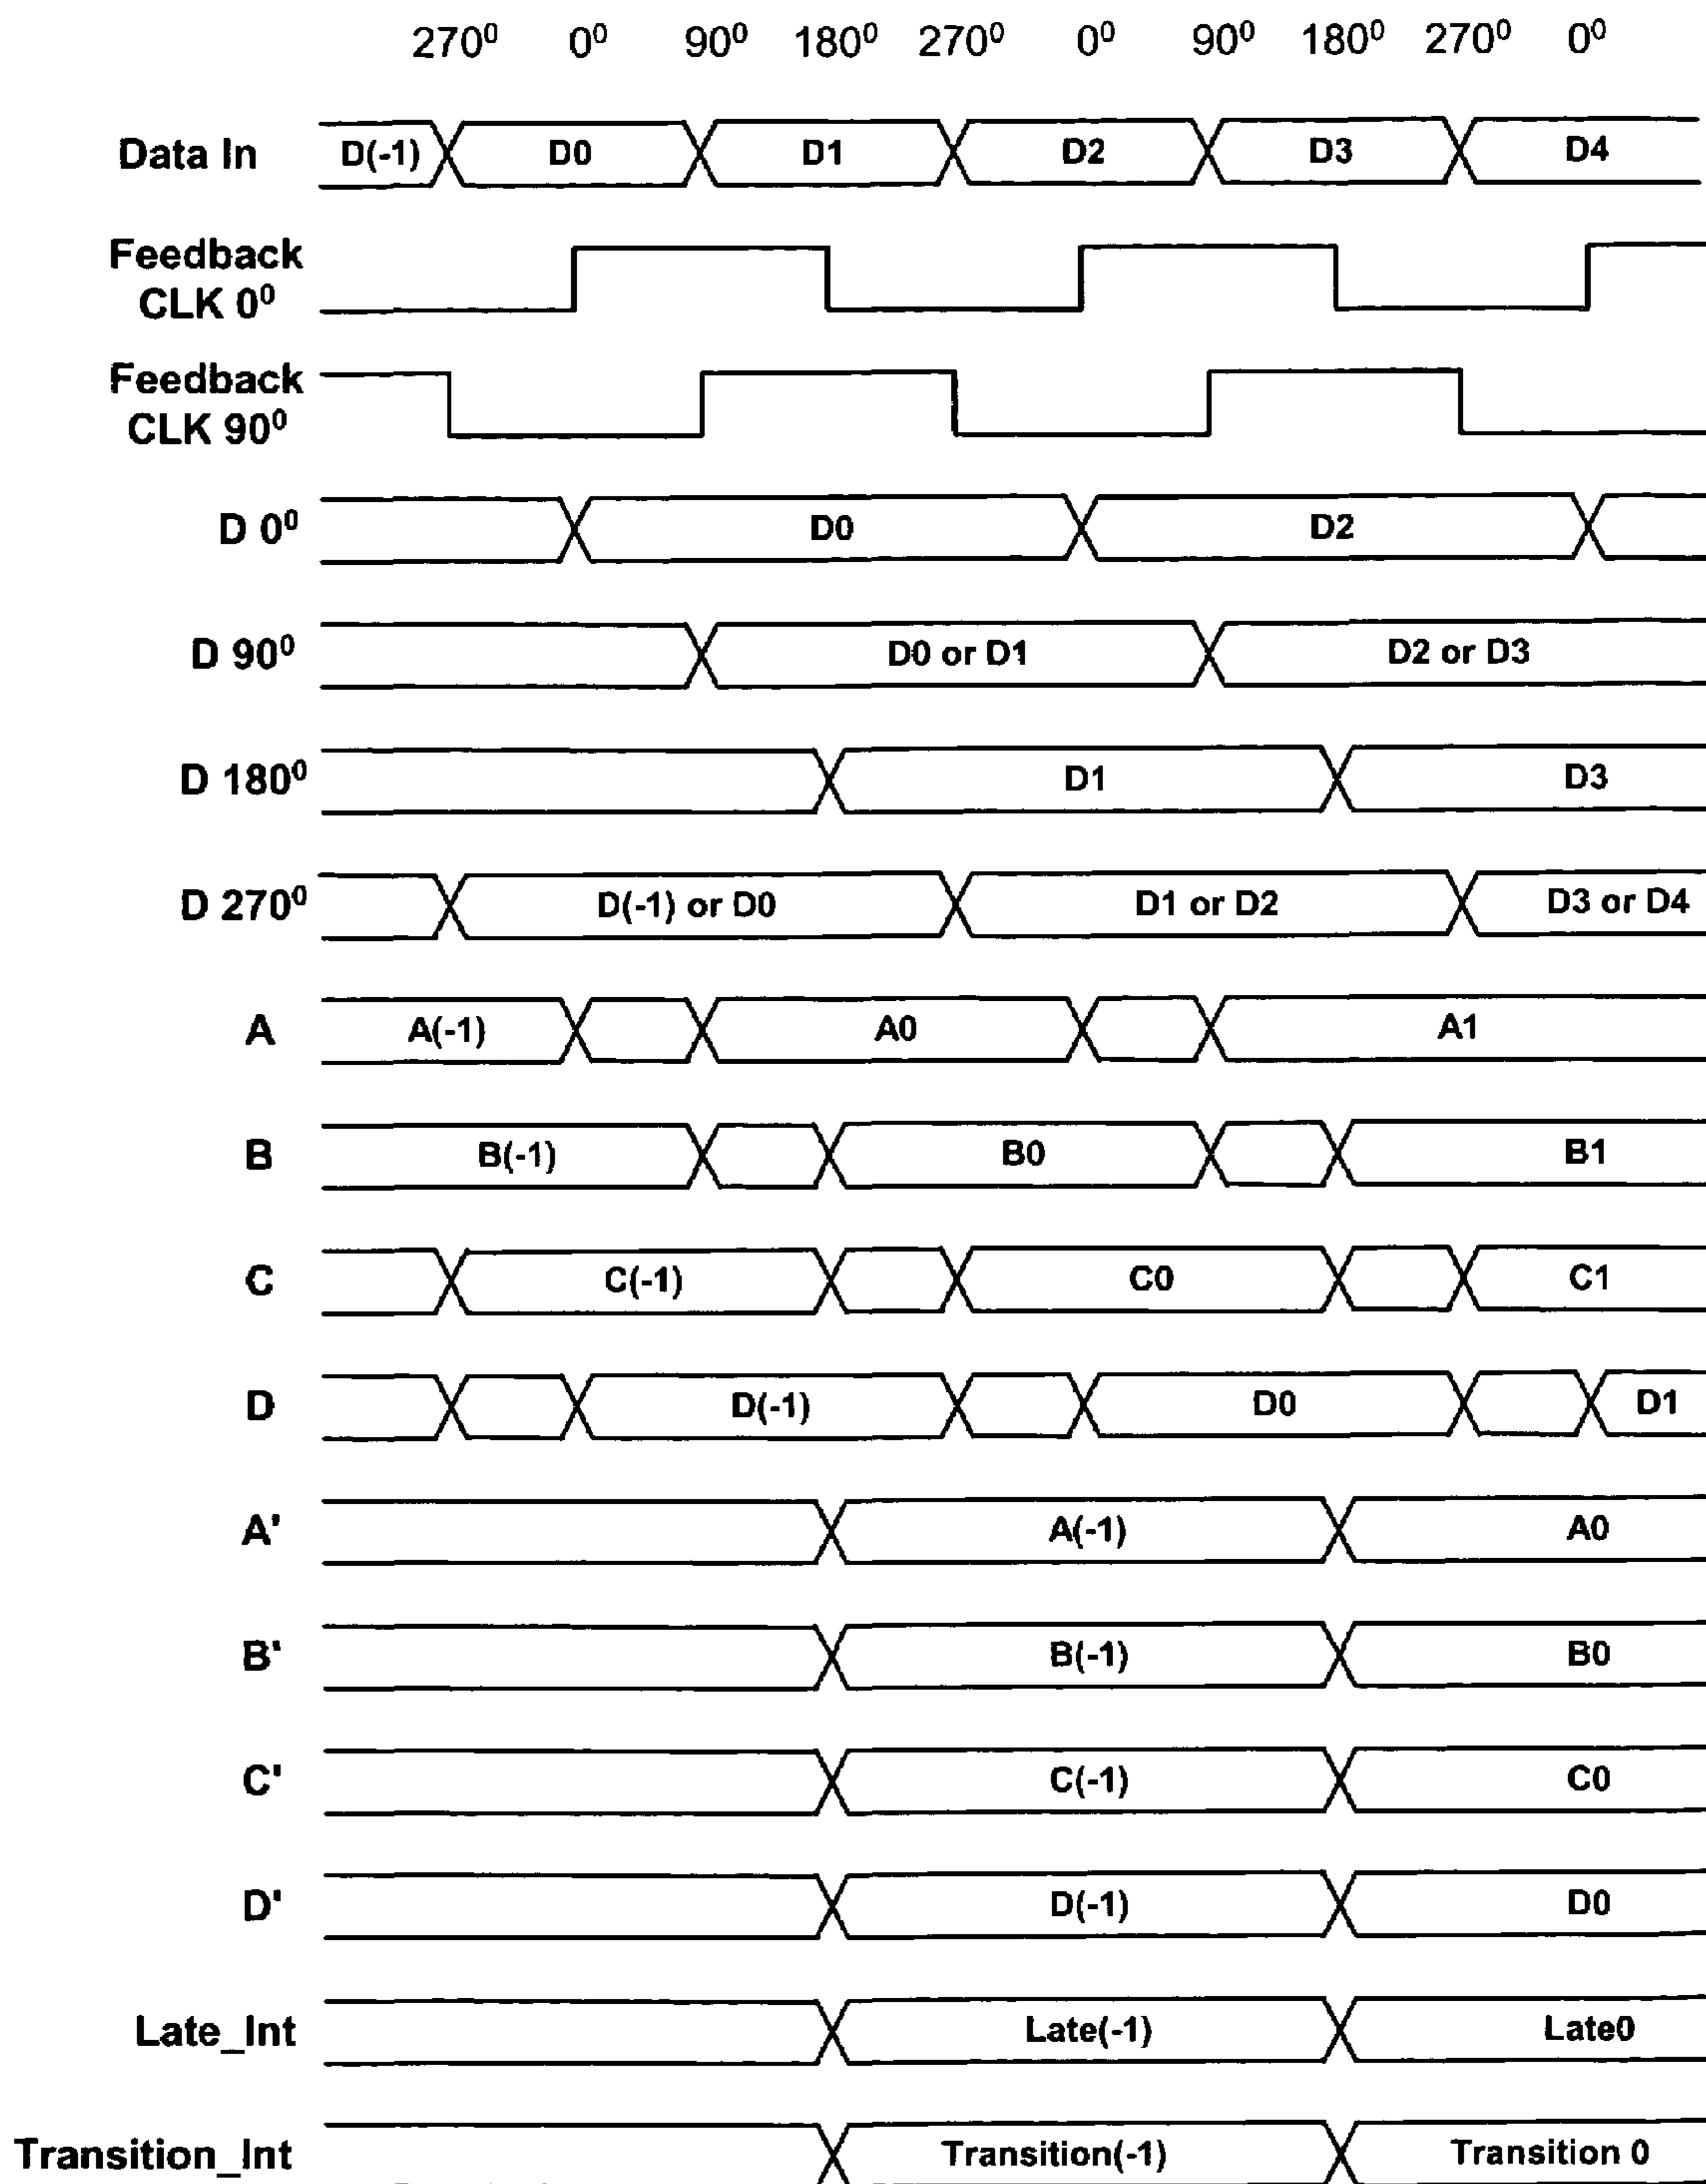 270⁰ 0⁰ 90⁰ 180⁰ 270⁰ 0⁰ 90⁰ 180⁰ 270⁰ 0⁰
Data In D(-1) D0 D1 D2 D3 D4
Feedback
CLK 0⁰
Feedback
CLK 90⁰
D 0⁰ D0 D2
D 90⁰ D0 or D1 D2 or D3
D 180⁰ D1 D3
D 270⁰ D(-1) or D0 D1 or D2 D3 or D4
A A(-1) A0 A1
B B(-1) B0 B1
C C(-1) C0 C1
D D(-1) D0 D1
A' A(-1) A0
B' B(-1) B0
C' C(-1) C0
D' D(-1) D0
Late_Int Late(-1) Late0
Transition_Int Transition(-1) Transition 0